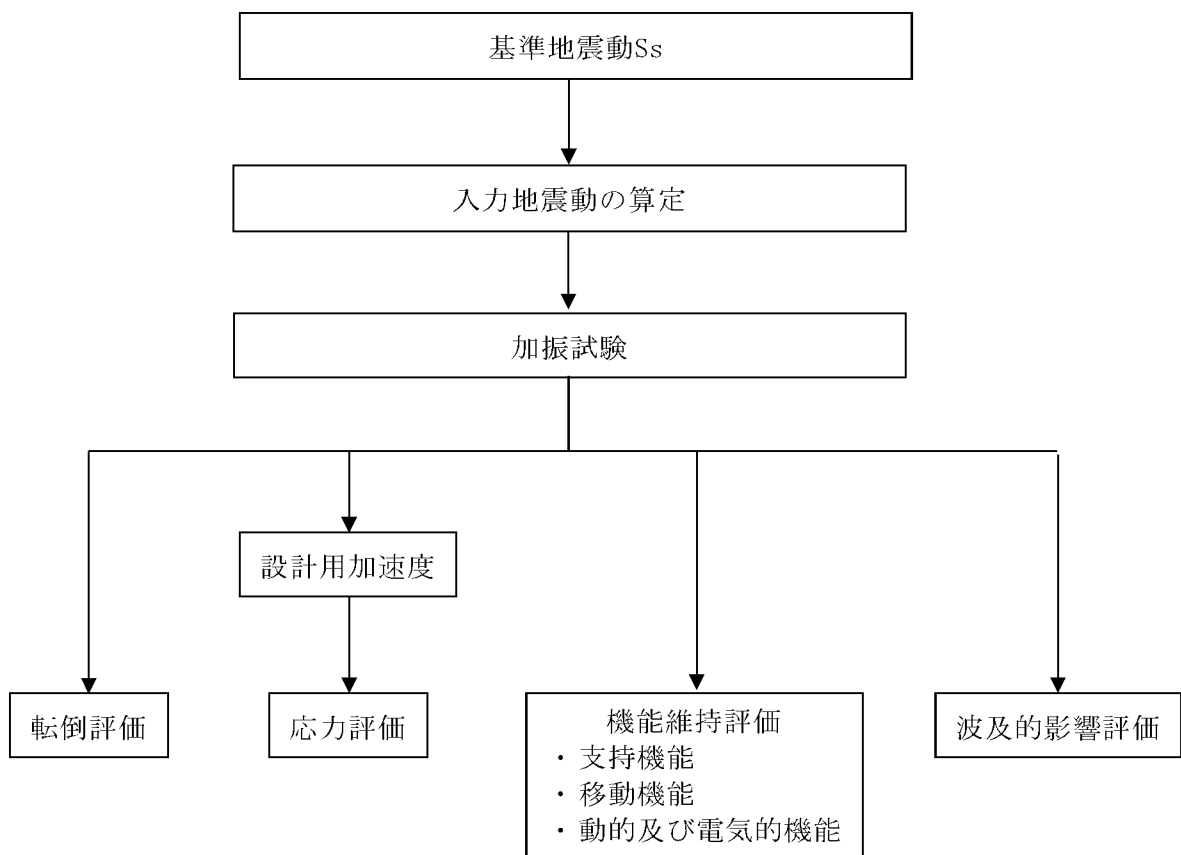 基準地震動Ss
入力地震動の算定
加振試験
設計用加速度
転倒評価
応力評価
機能維持評価
・支持機能
・移動機能
・動的及び電気的機能
波及的影響評価